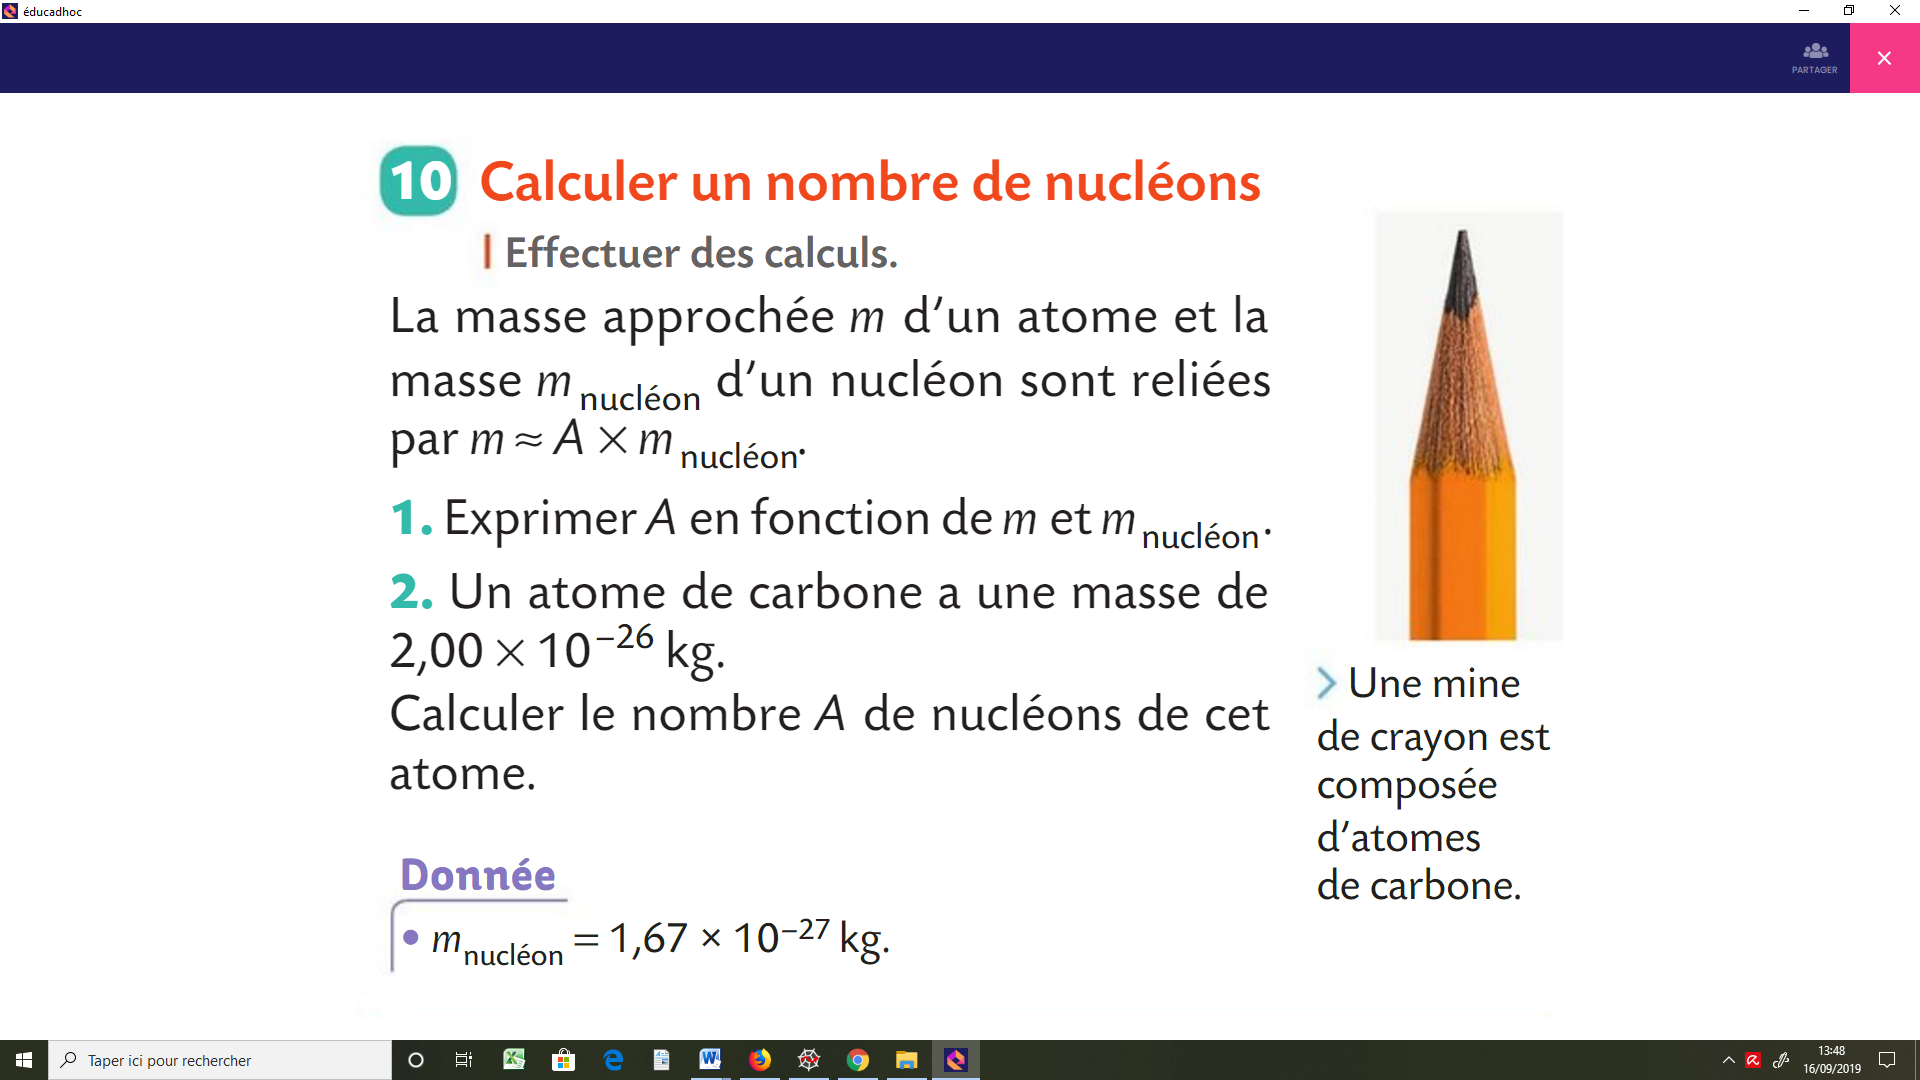 éducadhoc
PARTAGER
10 Calculer un nombre de nucléons
Effectuer des calculs.
La masse approchée m d'un atome et la
masse m nucléon d'un nucléon sont reliées
par m ≈ A × m nucléon.
1. Exprimer A en fonction de m et m nucléon.
2. Un atome de carbone a une masse de
2,00 × 10⁻²⁶ kg.
Calculer le nombre A de nucléons de cet
atome.
Donnée
• m nucléon = 1,67 × 10⁻²⁷ kg.
> Une mine
de crayon est
composée
d'atomes
de carbone.
Taper ici pour rechercher
13:48
16/09/2019